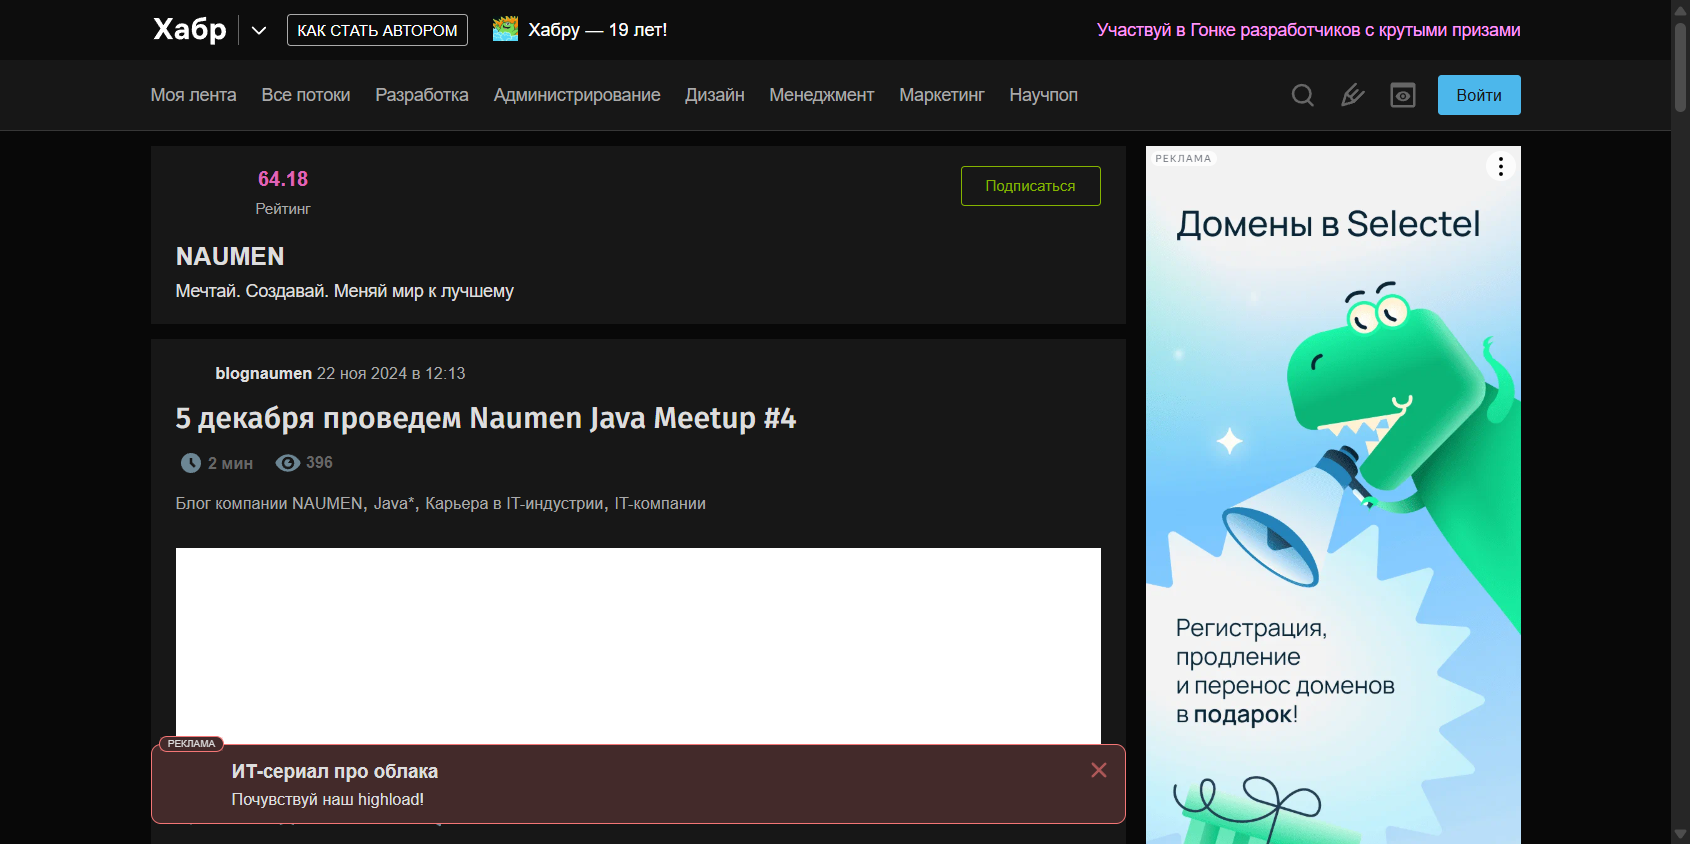 Хабр
КАК СТАТЬ АВТОРОМ
Хабру — 19 лет!
Участвуй в Гонке разработчиков с крутыми призами
Моя лента Все потоки Разработка Администрирование Дизайн Менеджмент Маркетинг Научпоп
Войти
64.18
Рейтинг
Подписаться
NAUMEN
Мечтай. Создавай. Меняй мир к лучшему
blognaumen 22 ноя 2024 в 12:13
5 декабря проведем Naumen Java Meetup #4
2 мин 396
Блог компании NAUMEN, Java*, Карьера в IT-индустрии, IT-компании
РЕКЛАМА
ИТ-сериал про облака
Почувствуй наш highload!
РЕКЛАМА
Домены в Selectel
Регистрация,
продление
и перенос доменов
в подарок!